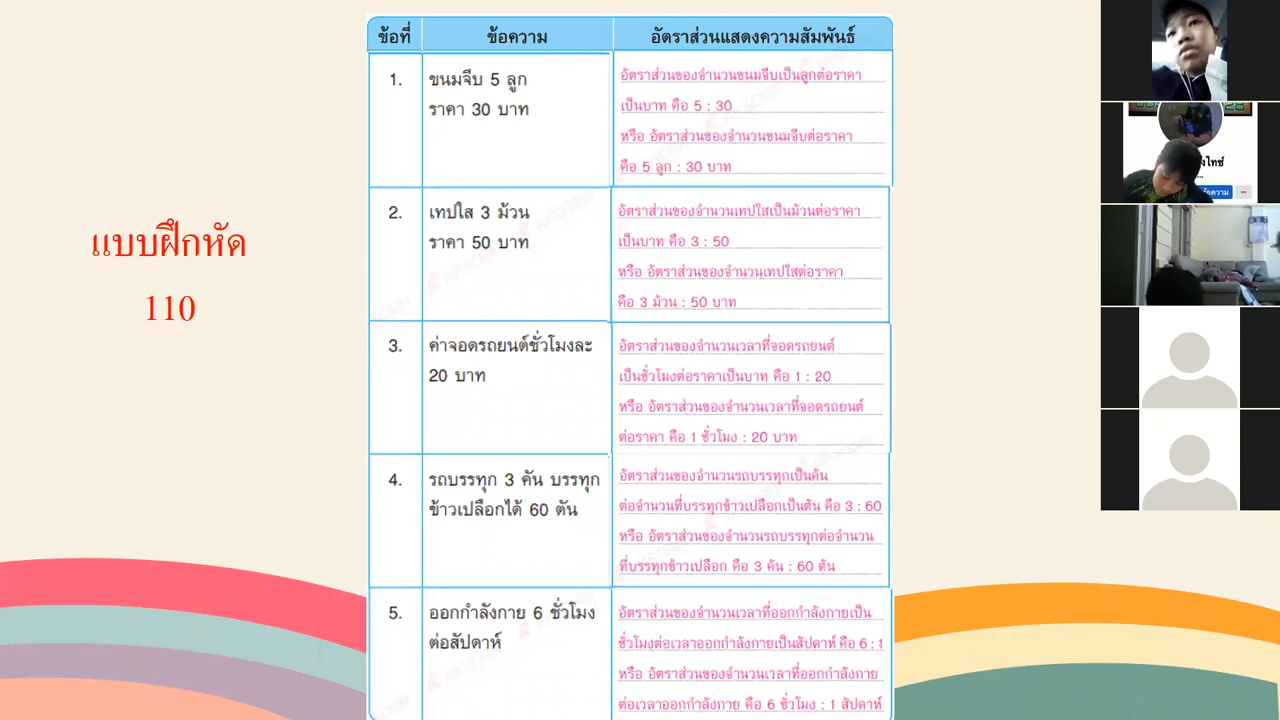 แบบฝึกหัด
110
ข้อที่ ข้อความ อัตราส่วนแสดงความสัมพันธ์
1. ขนมจีบ 5 ลูก
ราคา 30 บาท
อัตราส่วนของจำนวนขนมจีบเป็นลูกต่อราคา
เป็นบาท คือ 5 : 30
หรือ อัตราส่วนของจำนวนขนมจีบต่อราคา
คือ 5 ลูก : 30 บาท
2. เทปใส 3 ม้วน
ราคา 50 บาท
อัตราส่วนของจำนวนเทปใสเป็นม้วนต่อราคา
เป็นบาท คือ 3 : 50
หรือ อัตราส่วนของจำนวนเทปใสต่อราคา
คือ 3 ม้วน : 50 บาท
3. ค่าจอดรถยนต์ชั่วโมงละ
20 บาท
อัตราส่วนของจำนวนเวลาที่จอดรถยนต์
เป็นชั่วโมงต่อราคาเป็นบาท คือ 1 : 20
หรือ อัตราส่วนของจำนวนเวลาที่จอดรถยนต์
ต่อราคา คือ 1 ชั่วโมง : 20 บาท
4. รถบรรทุก 3 คัน บรรทุก
ข้าวเปลือกได้ 60 ตัน
อัตราส่วนของจำนวนรถบรรทุกเป็นคัน
ต่อจำนวนที่บรรทุกข้าวเปลือกเป็นตัน คือ 3 : 60
หรือ อัตราส่วนของจำนวนรถบรรทุกต่อจำนวน
ที่บรรทุกข้าวเปลือก คือ 3 คัน : 60 ตัน
5. ออกกำลังกาย 6 ชั่วโมง
ต่อสัปดาห์
อัตราส่วนของจำนวนเวลาที่ออกกำลังกายเป็น
ชั่วโมงต่อเวลาออกกำลังกายเป็นสัปดาห์ คือ 6 : 1
หรือ อัตราส่วนของจำนวนเวลาที่ออกกำลังกาย
ต่อเวลาออกกำลังกาย คือ 6 ชั่วโมง : 1 สัปดาห์